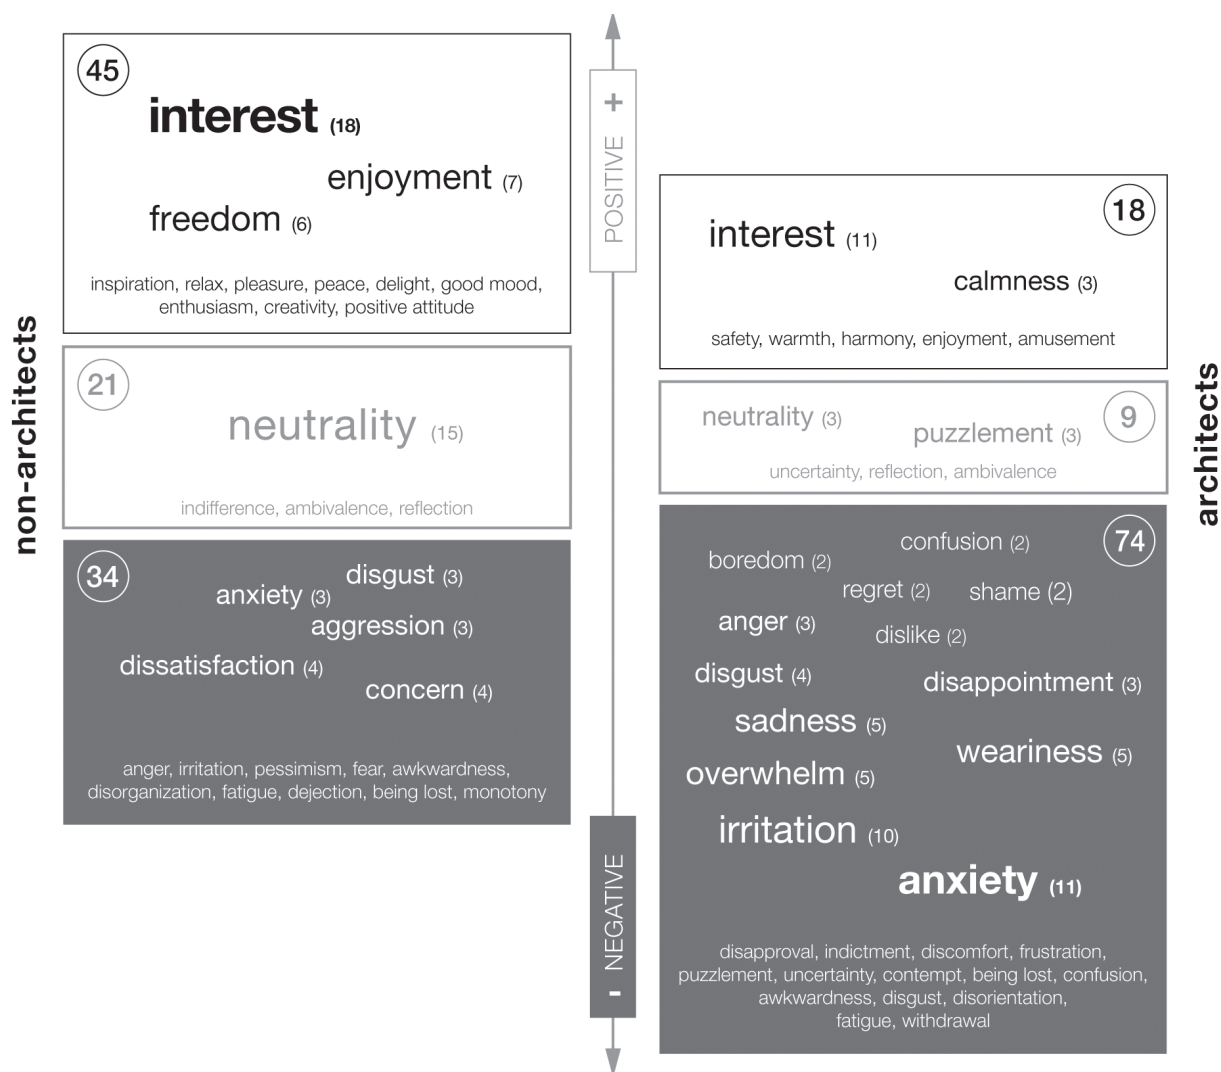 non-architects
45
interest (18)
enjoyment (7)
freedom (6)
inspiration, relax, pleasure, peace, delight, good mood,
enthusiasm, creativity, positive attitude
21
neutrality (15)
indifference, ambivalence, reflection
34
disgust (3)
anxiety (3)
aggression (3)
dissatisfaction (4)
concern (4)
anger, irritation, pessimism, fear, awkwardness,
disorganization, fatigue, dejection, being lost, monotony
POSITIVE +
- NEGATIVE
architects
18
interest (11)
calmness (3)
safety, warmth, harmony, enjoyment, amusement
9
neutrality (3)
puzzlement (3)
uncertainty, reflection, ambivalence
74
confusion (2)
boredom (2)
regret (2)
shame (2)
anger (3)
dislike (2)
disgust (4)
disappointment (3)
sadness (5)
weariness (5)
overwhelm (5)
irritation (10)
anxiety (11)
disapproval, indictment, discomfort, frustration,
puzzlement, uncertainty, contempt, being lost, confusion,
awkwardness, disgust, disorientation,
fatigue, withdrawal